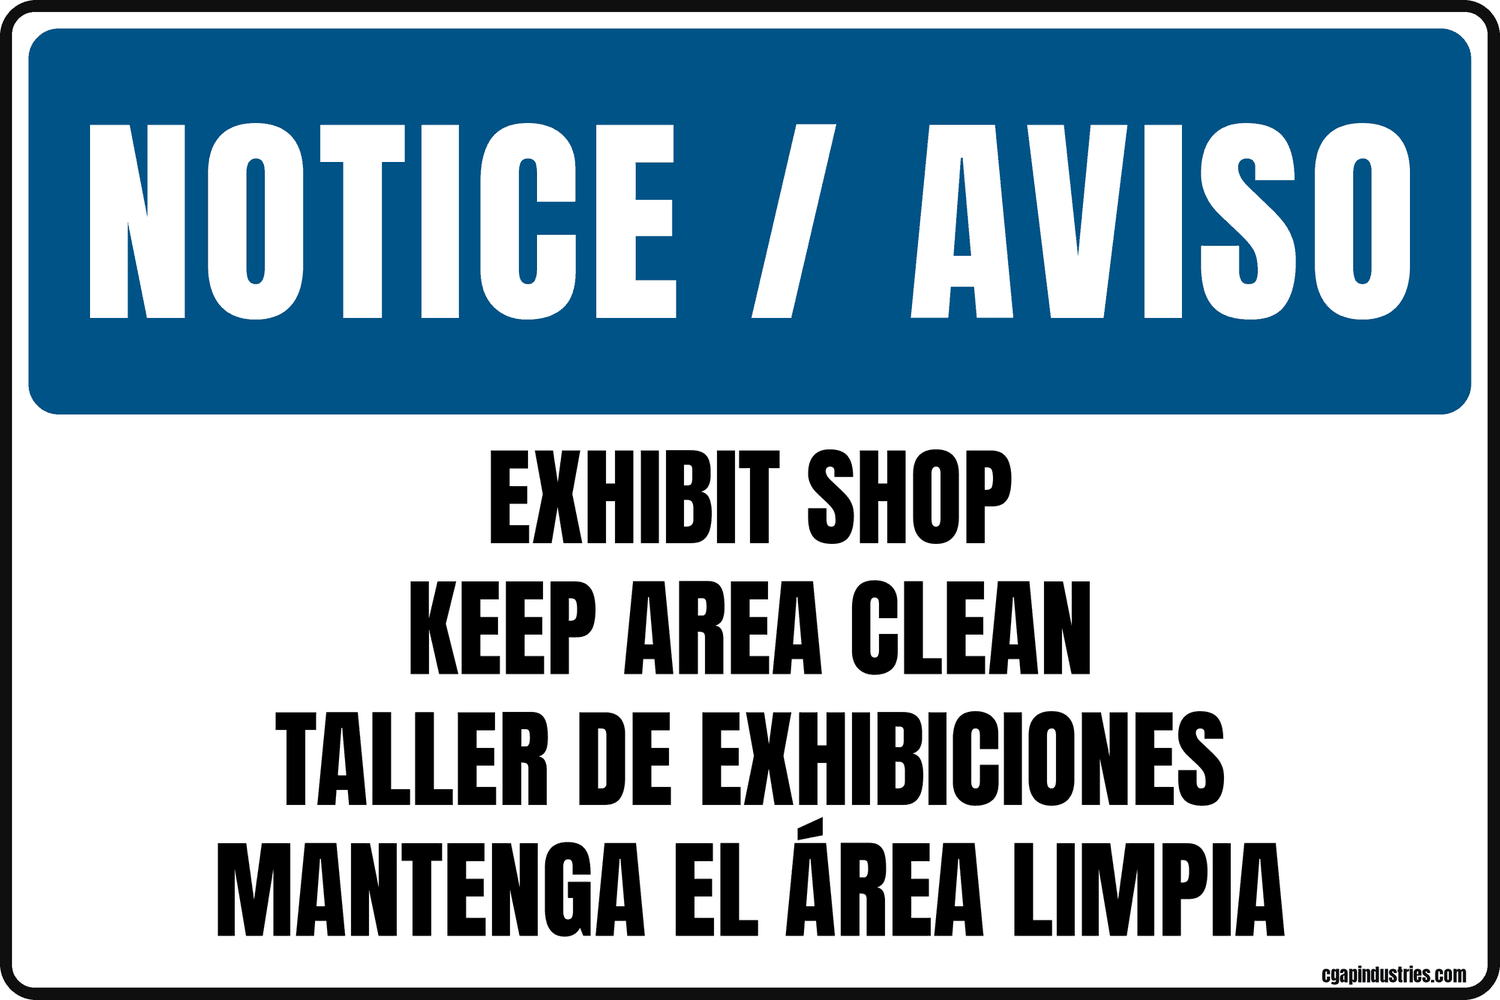 NOTICE / AVISO
EXHIBIT SHOP
KEEP AREA CLEAN
TALLER DE EXHIBICIONES
MANTENGA EL ÁREA LIMPIA
cgapindustries.com